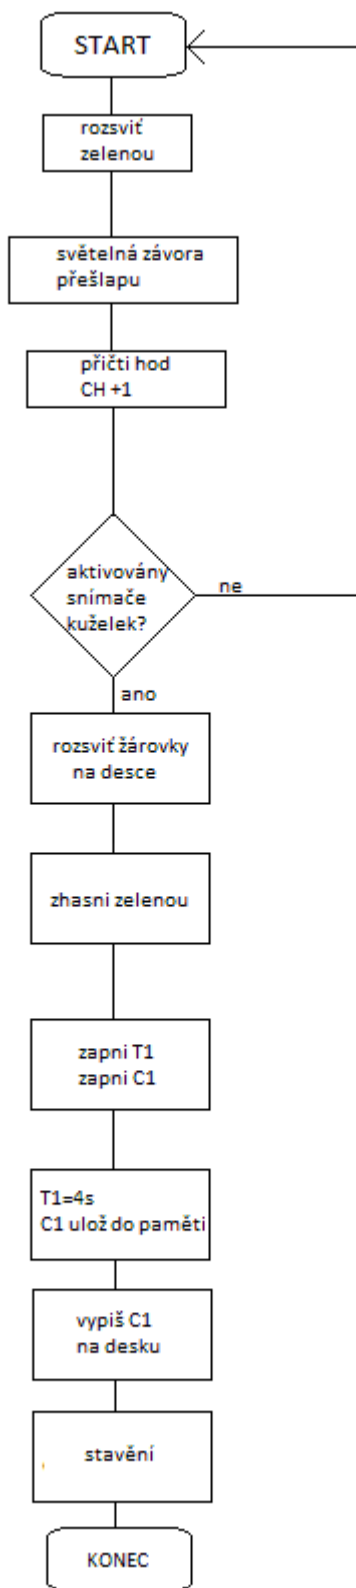 START
rozsviť
zelenou
světelná závora
přešlapu
přičti hod
CH +1
aktivovány
snímače
kuželek?
ne
ano
rozsviť žárovky
na desce
zhasni zelenou
zapni T1
zapni C1
T1=4s
C1 ulož do paměti
vypiš C1
na desku
stavění
KONEC